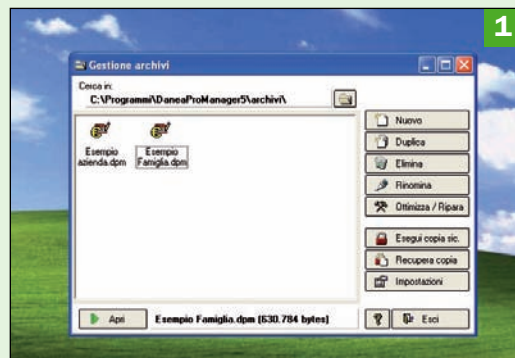 1
Gestione archivi
Cerca in:
C:\Programmi\DaneaProManager5\archivi\
Esempio
azienda.dpm
Esempio
Famiglia.dpm
Nuovo
Duplica
Elimina
Rinomina
Ottimizza / Ripara
Esegui copia sic.
Recupera copia
Impostazioni
Apri
Esempio Famiglia.dpm (630.784 bytes)
?
Esci